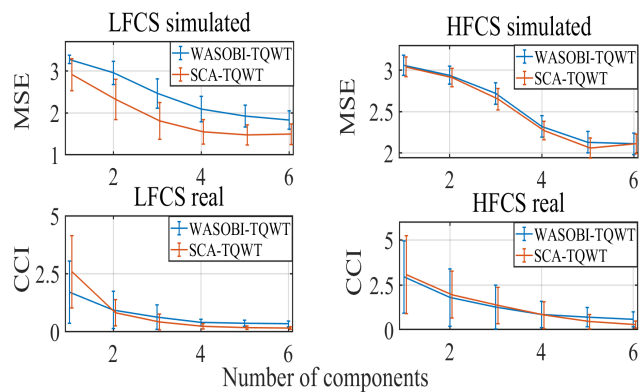 LFCS simulated
MSE
3
2
1
2
4
6
WASOBI-TQWT
SCA-TQWT
HFCS simulated
MSE
3
2.5
2
2
4
6
WASOBI-TQWT
SCA-TQWT
LFCS real
CCI
5
2.5
0
2
4
6
WASOBI-TQWT
SCA-TQWT
HFCS real
CCI
5
2.5
0
2
4
6
WASOBI-TQWT
SCA-TQWT
Number of components